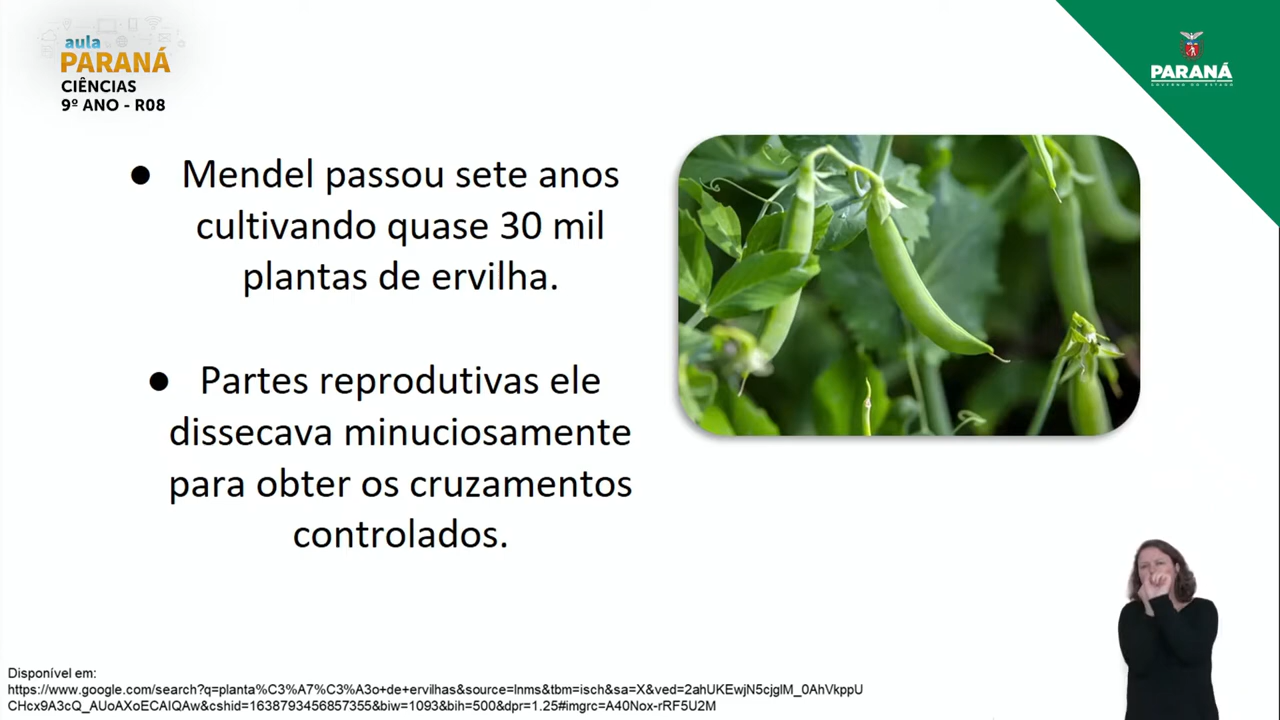 aula
PARANÁ
CIÊNCIAS
9º ANO - R08
PARANÁ
GOVERNO DO ESTADO
● Mendel passou sete anos
cultivando quase 30 mil
plantas de ervilha.
● Partes reprodutivas ele
dissecava minuciosamente
para obter os cruzamentos
controlados.
Disponível em:
https://www.google.com/search?q=planta%C3%A7%C3%A3o+de+ervilhas&source=lnms&tbm=isch&sa=X&ved=2ahUKEwjN5cjglM_0AhVkppU
CHcx9A3cQ_AUoAXoECAIQAw&cshid=1638793456857355&biw=1093&bih=500&dpr=1.25#imgrc=A40Nox-rRF5U2M